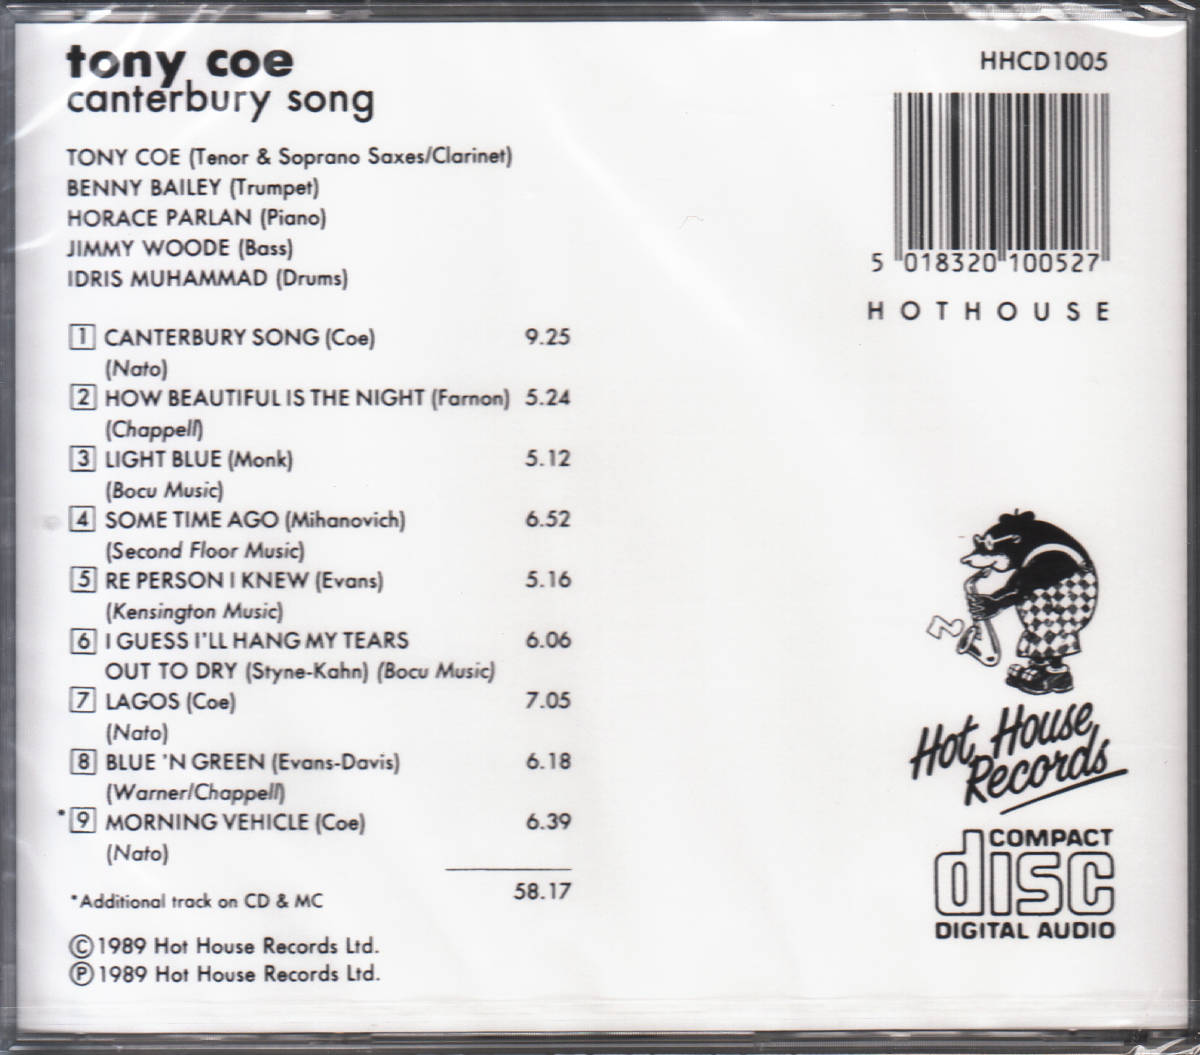 tony coe
canterbury song
TONY COE (Tenor & Soprano Saxes/Clarinet)
BENNY BAILEY (Trumpet)
HORACE PARLAN (Piano)
JIMMY WOODE (Bass)
IDRIS MUHAMMAD (Drums)
1 CANTERBURY SONG (Coe) 9.25
(Nato)
2 HOW BEAUTIFUL IS THE NIGHT (Farnon) 5.24
(Chappell)
3 LIGHT BLUE (Monk) 5.12
(Bocu Music)
4 SOME TIME AGO (Mihanovich) 6.52
(Second Floor Music)
5 RE PERSON I KNEW (Evans) 5.16
(Kensington Music)
6 I GUESS I'LL HANG MY TEARS 6.06
OUT TO DRY (Styne-Kahn) (Bocu Music)
7 LAGOS (Coe) 7.05
(Nato)
8 BLUE 'N GREEN (Evans-Davis) 6.18
(Warner/Chappell)
*9 MORNING VEHICLE (Coe) 6.39
(Nato)
58.17
*Additional track on CD & MC
Ⓒ 1989 Hot House Records Ltd.
Ⓟ 1989 Hot House Records Ltd.
HHCD1005
5 018320 100527
HOTHOUSE
Hot House
Records
COMPACT
disc
DIGITAL AUDIO